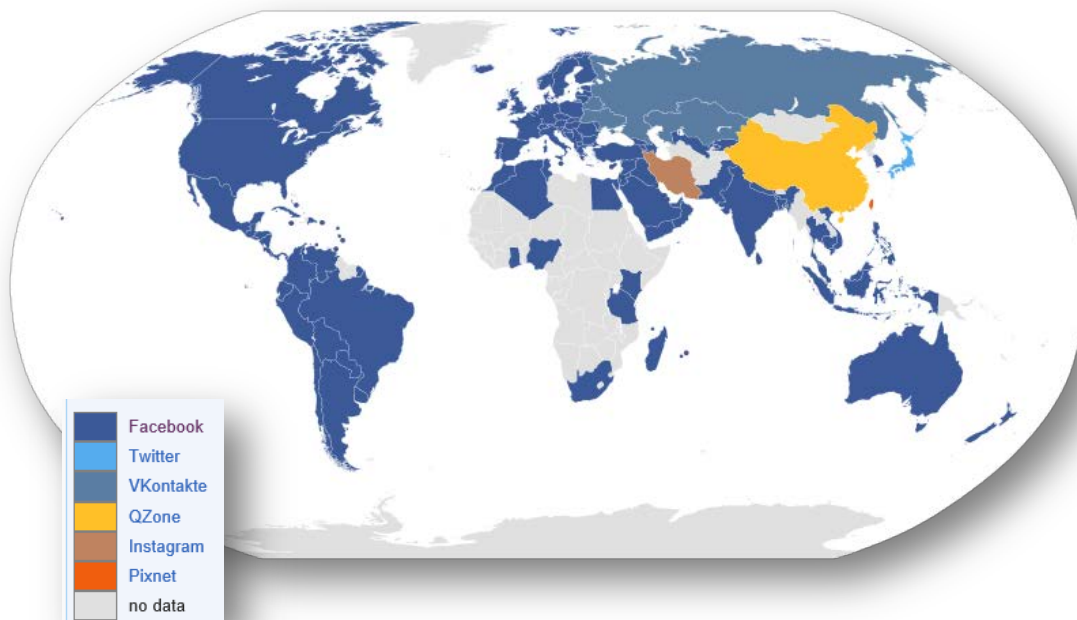 Facebook
Twitter
VKontakte
QZone
Instagram
Pixnet
no data